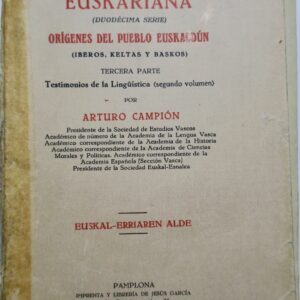 EUSKARIANA
(DUODÉCIMA SERIE)
ORÍGENES DEL PUEBLO EUSKALDÚN
(IBEROS, KELTAS Y BASKOS)
TERCERA PARTE
Testimonios de la Lingüística (segundo volumen)
POR
ARTURO CAMPIÓN
Presidente de la Sociedad de Estudios Vascos
Académico de número de la Academia de la Lengua Vasca
Académico correspondiente de la Academia de la Historia
Académico correspondiente de la Academia de Ciencias
Morales y Políticas. Académico correspondiente de la
Academia Española (Sección Vasca)
Presidente de la Sociedad Euskal-Esnalea
EUSKAL-ERRIAREN ALDE
PAMPLONA
IMPRENTA Y LIBRERÍA DE JESÚS GARCÍA